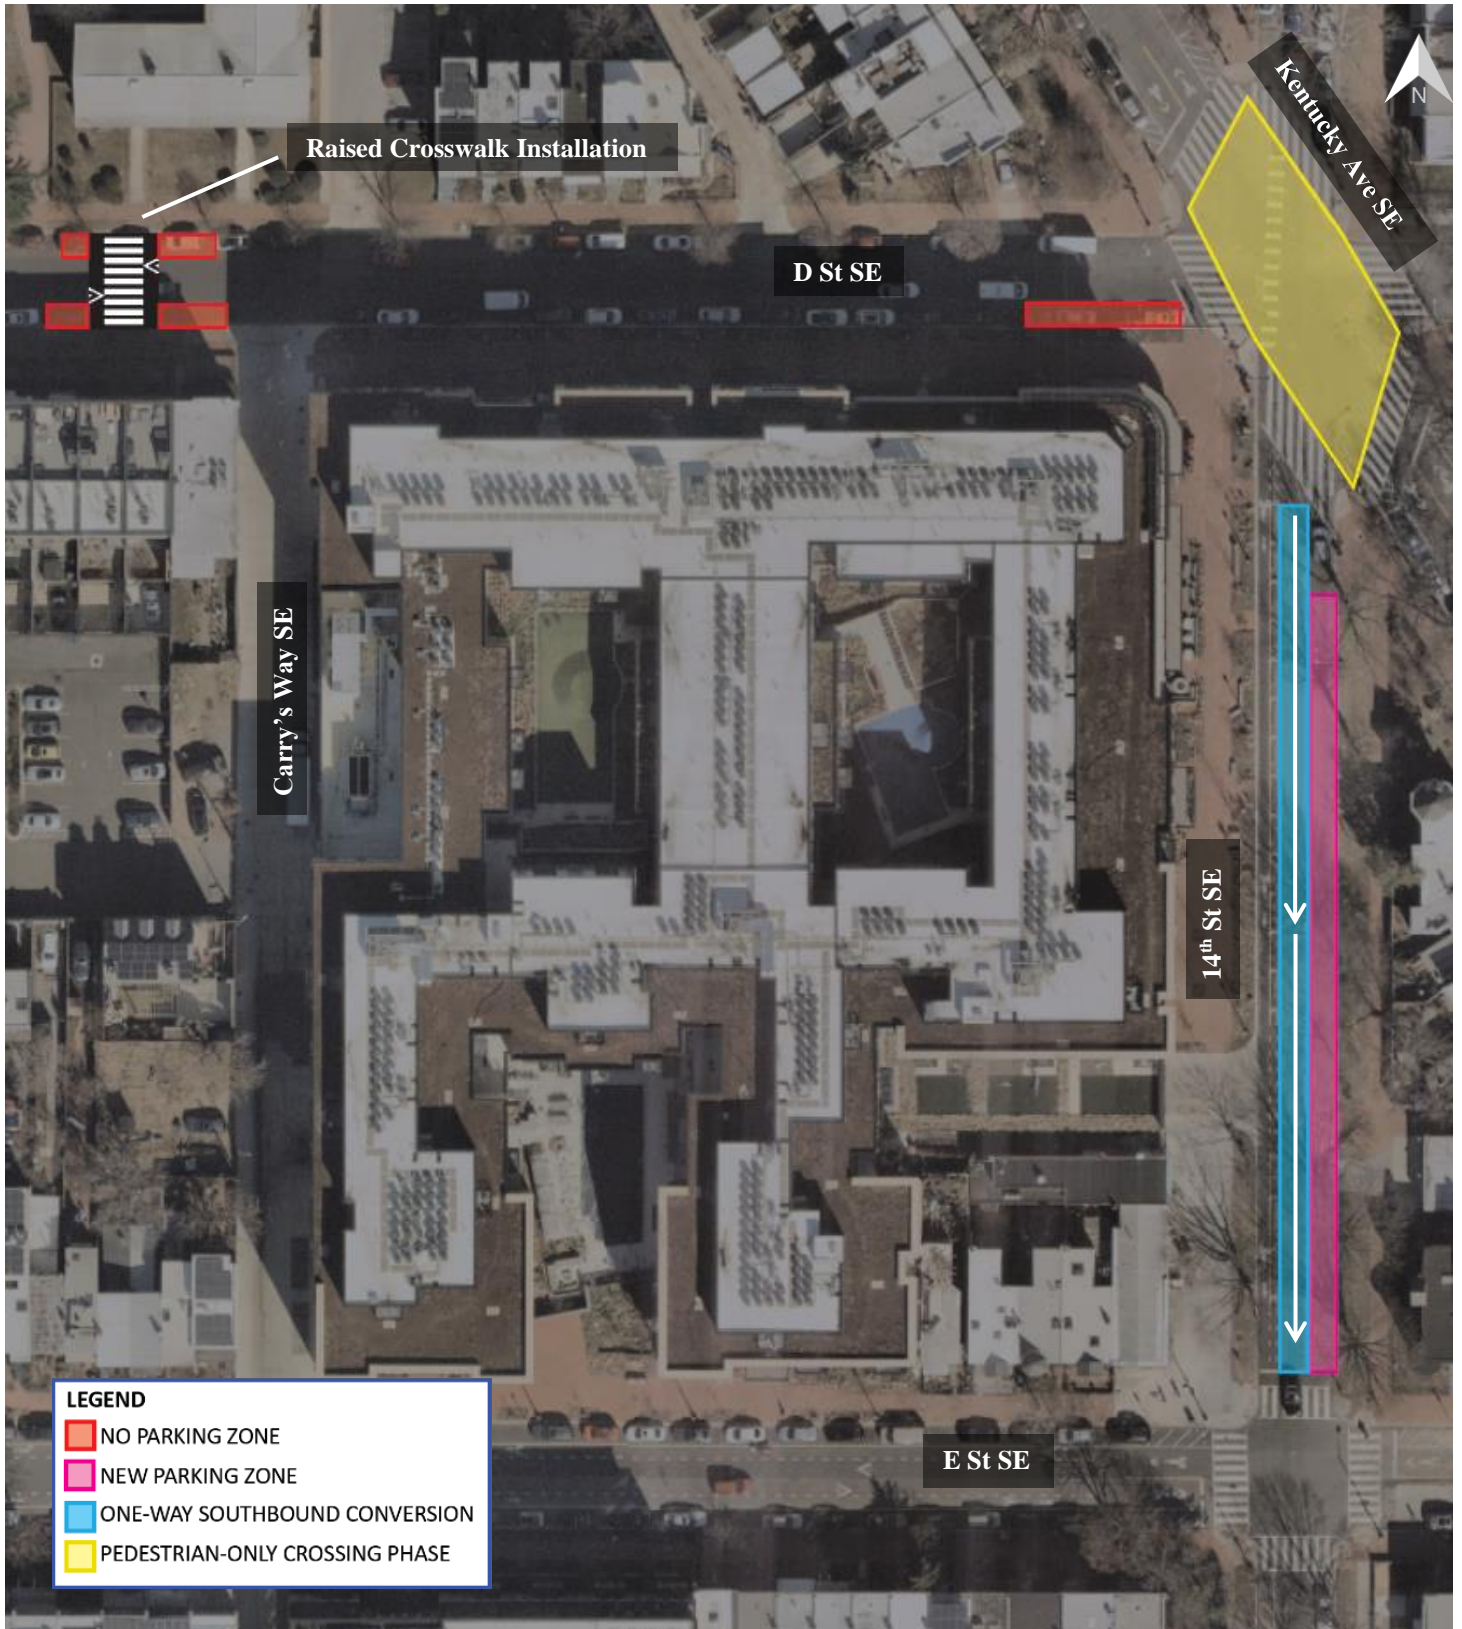 Kentucky Ave SE
N
Raised Crosswalk Installation
D St SE
Carry's Way SE
14th St SE
E St SE
LEGEND
NO PARKING ZONE
NEW PARKING ZONE
ONE-WAY SOUTHBOUND CONVERSION
PEDESTRIAN-ONLY CROSSING PHASE